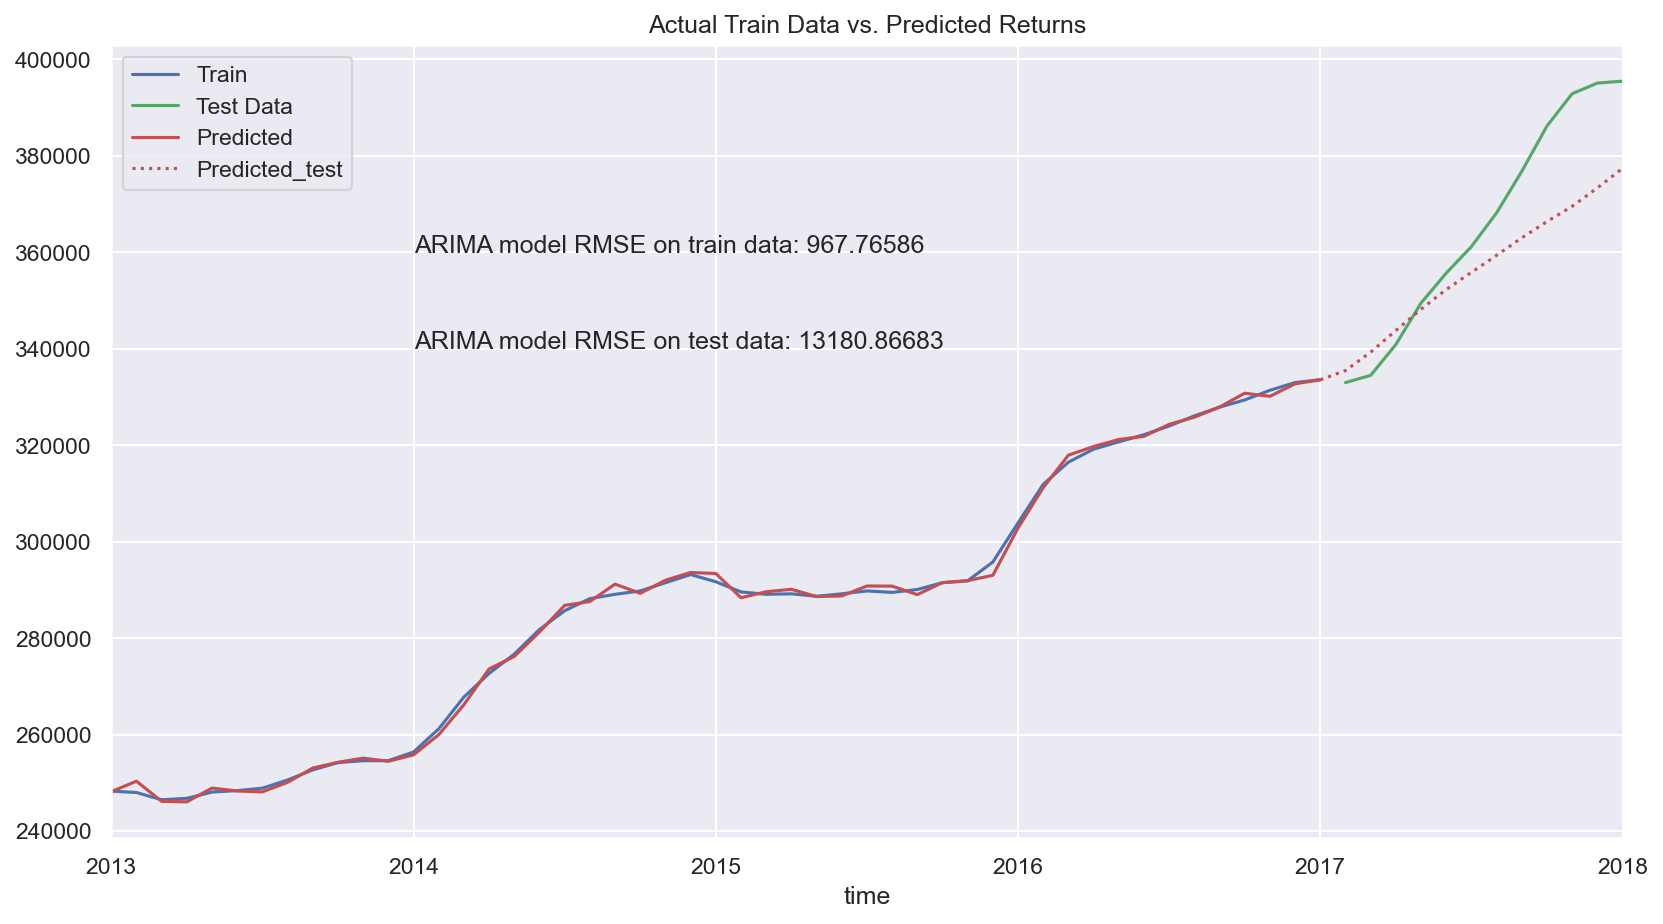 Actual Train Data vs. Predicted Returns
400000
380000
360000
340000
320000
300000
280000
260000
240000
Train
Test Data
Predicted
Predicted_test
ARIMA model RMSE on train data: 967.76586
ARIMA model RMSE on test data: 13180.86683
2013 2014 2015 2016 2017 2018
time